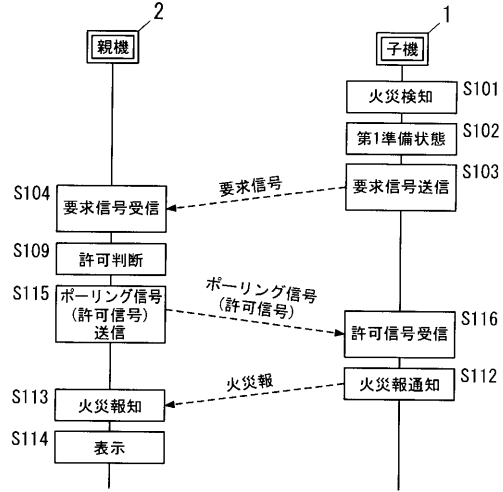 2
1
親機
子機
火災検知
S101
第1準備状態
S102
要求信号送信
S103
要求信号
S104
要求信号受信
S109
許可判断
S115
ポーリング信号
(許可信号)
送信
ポーリング信号
(許可信号)
許可信号受信
S116
火災報通知
S112
火災報
S113
火災報知
S114
表示